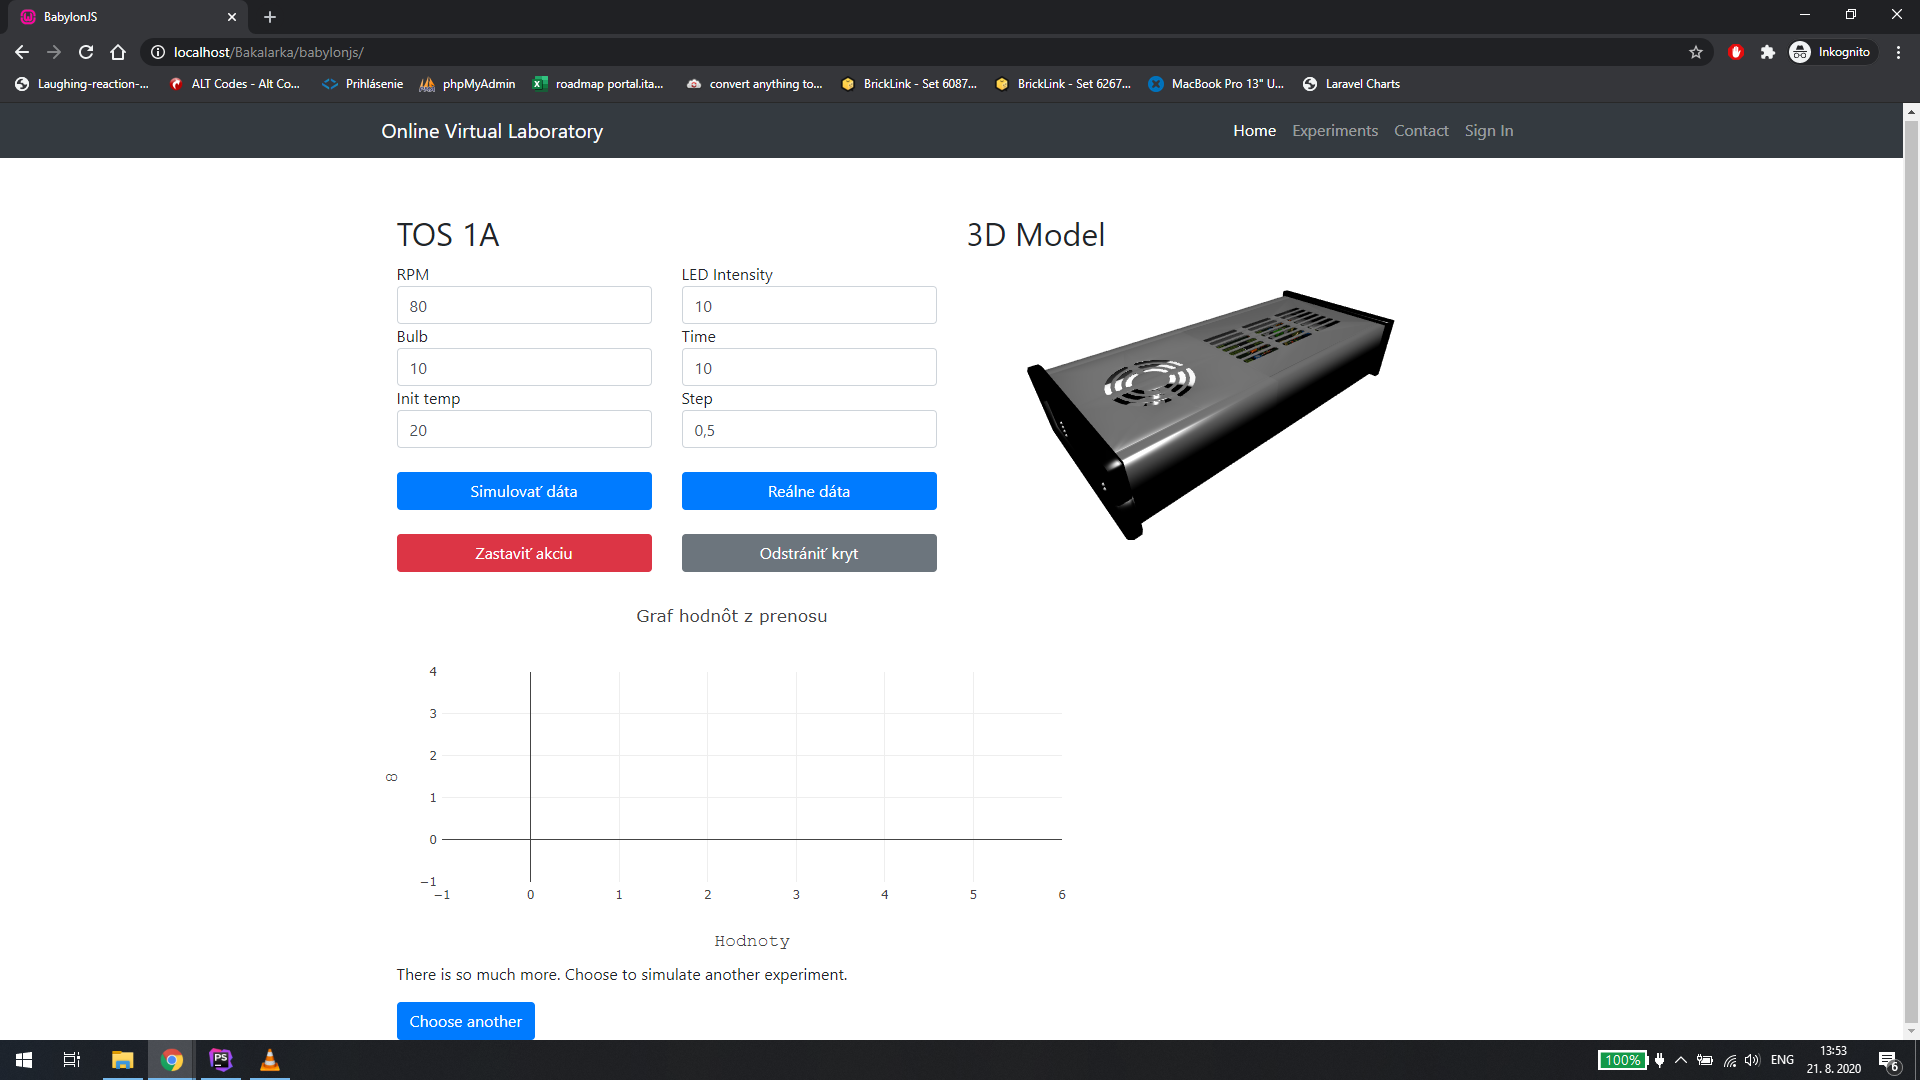 BabylonJS
localhost/Bakalarka/babylonjs/
Inkognito
Laughing-reaction-... ALT Codes - Alt Co... Prihlásenie phpMyAdmin roadmap portal.ita... convert anything to... BrickLink - Set 6087... BrickLink - Set 6267... MacBook Pro 13" U... Laravel Charts
Online Virtual Laboratory
Home Experiments Contact Sign In
TOS 1A
3D Model
RPM
LED Intensity
80
10
Bulb
Time
10
10
Init temp
Step
20
0,5
Simulovať dáta
Reálne dáta
Zastaviť akciu
Odstrániť kryt
Graf hodnôt z prenosu
4
3
2
1
0
−1
8
−1 0 1 2 3 4 5 6
Hodnoty
There is so much more. Choose to simulate another experiment.
Choose another
PS
100%
ENG
13:53
21. 8. 2020
6